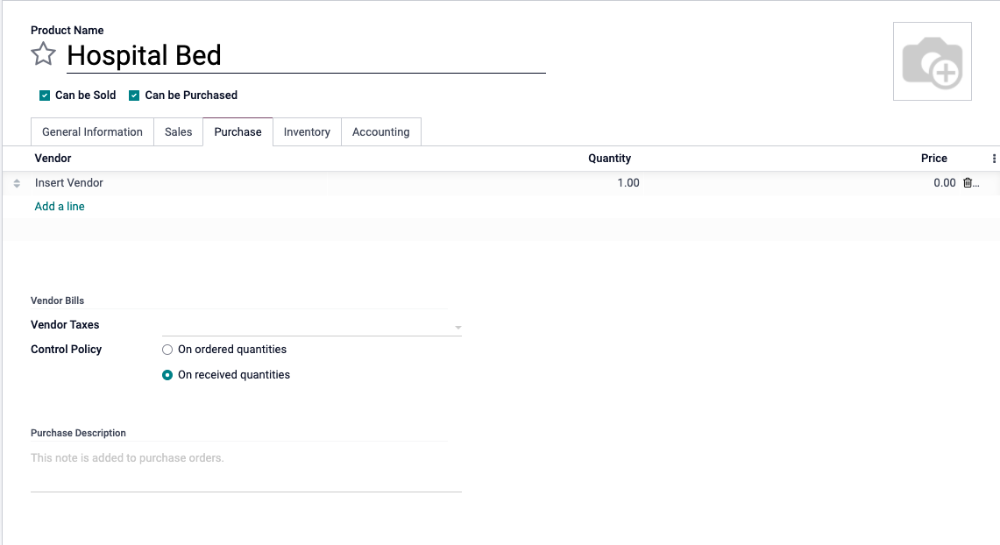 Product Name
Hospital Bed
Can be Sold Can be Purchased
General Information Sales Purchase Inventory Accounting
Vendor Quantity Price
Insert Vendor 1.00 0.00 ...
Add a line
Vendor Bills
Vendor Taxes
Control Policy On ordered quantities
On received quantities
Purchase Description
This note is added to purchase orders.